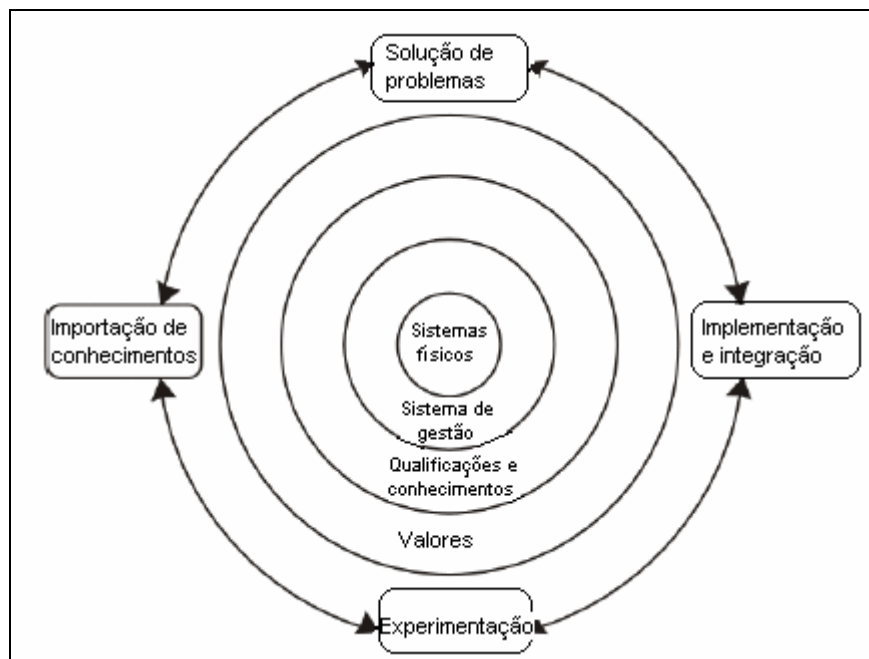 Solução de
problemas
Importação de
conhecimentos
Implementação
e integração
Sistemas
físicos
Sistema de
gestão
Qualificações e
conhecimentos
Valores
Experimentação